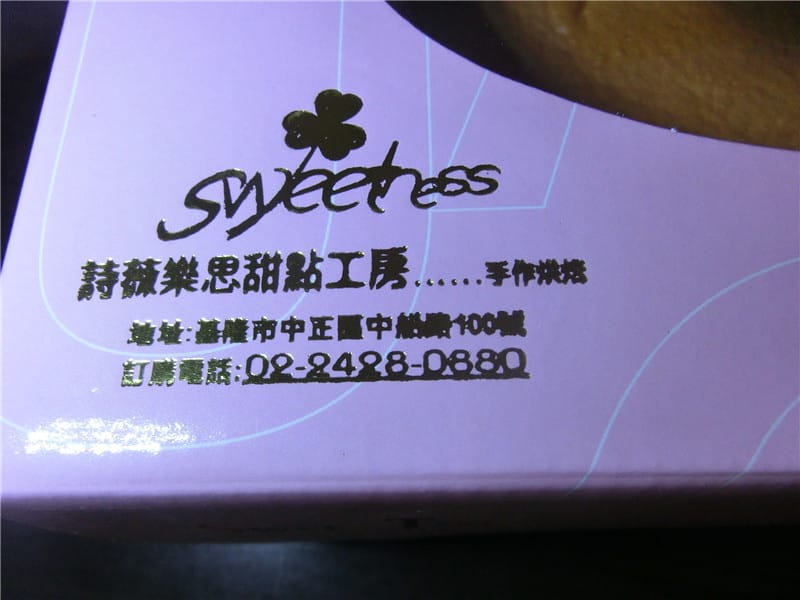 sweetness
詩薇樂思甜點工房......手作烘焙
地址:基隆市中正區中船路100號
訂購電話:02-2428-0880